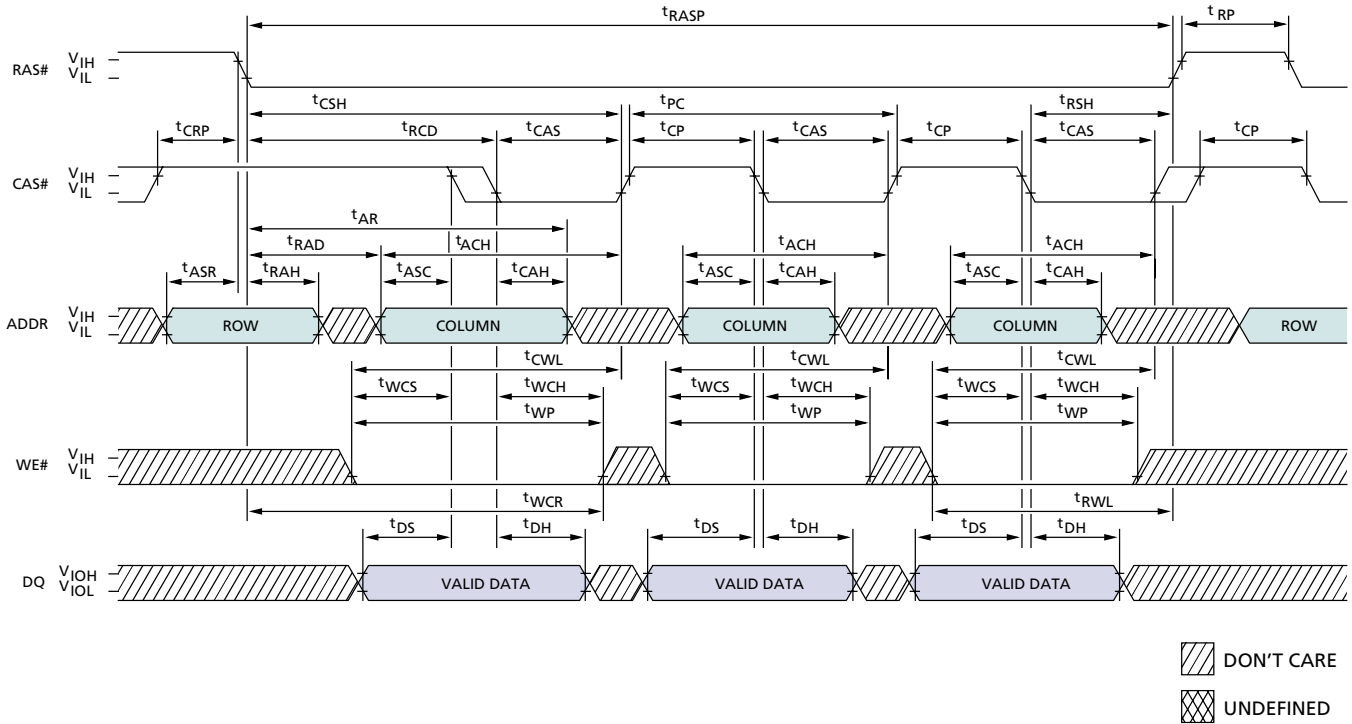 tRASP tRP
RAS# VIH
VIL
tCSH tPC tRSH
tCRP tRCD tCAS tCP tCAS tCP tCAS tCP
CAS# VIH
VIL
tAR
tRAD tACH tACH tACH
tASR tRAH tASC tCAH tASC tCAH tASC tCAH
ADDR VIH
VIL
ROW COLUMN COLUMN COLUMN ROW
tCWL tCWL tCWL
tWCS tWCH tWCS tWCH tWCS tWCH
tWP tWP tWP
WE# VIH
VIL
tWCR tRWL
tDS tDH tDS tDH tDS tDH
DQ VIOH
VIOL
VALID DATA VALID DATA VALID DATA
DON'T CARE
UNDEFINED